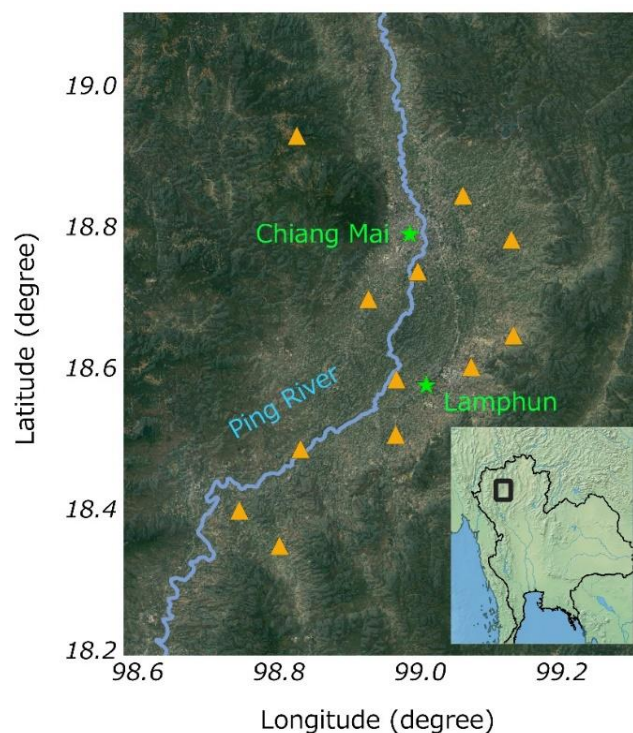 19.0
18.8
18.6
18.4
18.2
Latitude (degree)
Chiang Mai
Ping River
Lamphun
98.6
98.8
99.0
99.2
Longitude (degree)